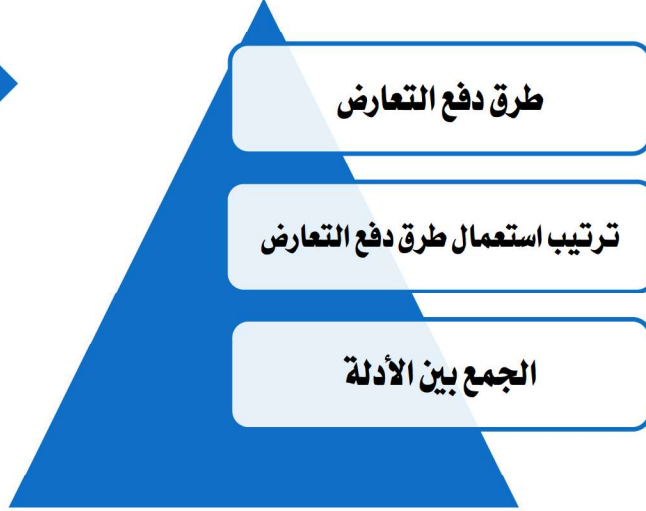 طرق دفع التعارض
ترتيب استعمال طرق دفع التعارض
الجمع بين الأدلة